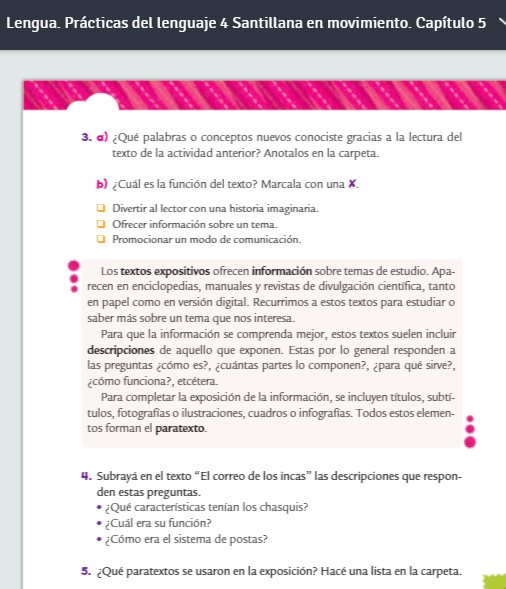 Lengua. Prácticas del lenguaje 4 Santillana en movimiento. Capítulo 5
3. a) ¿Qué palabras o conceptos nuevos conociste gracias a la lectura del
texto de la actividad anterior? Anotalos en la carpeta.
b) ¿Cuál es la función del texto? Marcala con una ✘.
❑ Divertir al lector con una historia imaginaria.
❑ Ofrecer información sobre un tema.
❑ Promocionar un modo de comunicación.
Los textos expositivos ofrecen información sobre temas de estudio. Apa-
recen en enciclopedias, manuales y revistas de divulgación científica, tanto
en papel como en versión digital. Recurrimos a estos textos para estudiar o
saber más sobre un tema que nos interesa.
Para que la información se comprenda mejor, estos textos suelen incluir
descripciones de aquello que exponen. Estas por lo general responden a
las preguntas ¿cómo es?, ¿cuántas partes lo componen?, ¿para qué sirve?,
¿cómo funciona?, etcétera.
Para completar la exposición de la información, se incluyen títulos, subtí-
tulos, fotografías o ilustraciones, cuadros o infografías. Todos estos elemen-
tos forman el paratexto.
4. Subrayá en el texto “El correo de los incas” las descripciones que respon-
den estas preguntas.
• ¿Qué características tenían los chasquis?
• ¿Cuál era su función?
• ¿Cómo era el sistema de postas?
5. ¿Qué paratextos se usaron en la exposición? Hacé una lista en la carpeta.